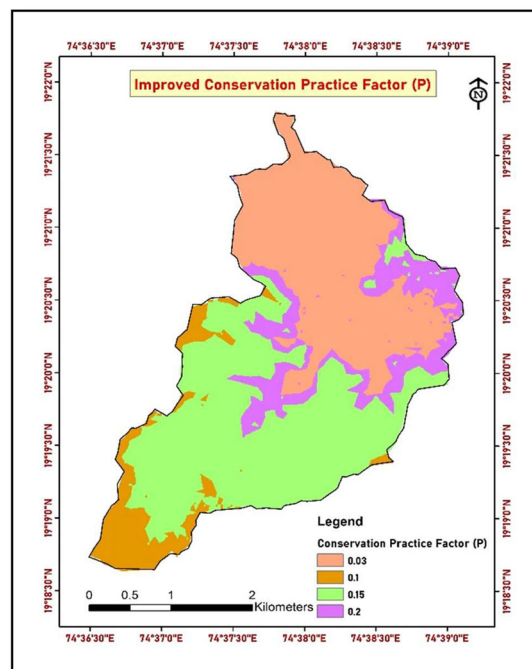 74°36'30"E 74°37'0"E 74°37'30"E 74°38'0"E 74°38'30"E 74°39'0"E
Improved Conservation Practice Factor (P)
N
19°22'0"N 19°22'0"N
19°21'30"N 19°21'30"N
19°21'0"N 19°21'0"N
19°20'30"N 19°20'30"N
19°20'0"N 19°20'0"N
19°19'30"N 19°19'30"N
19°19'0"N 19°19'0"N
19°18'30"N 19°18'30"N
Legend
Conservation Practice Factor (P)
0.03
0.1
0.15
0.2
0 0.5 1 2
Kilometers
74°36'30"E 74°37'0"E 74°37'30"E 74°38'0"E 74°38'30"E 74°39'0"E